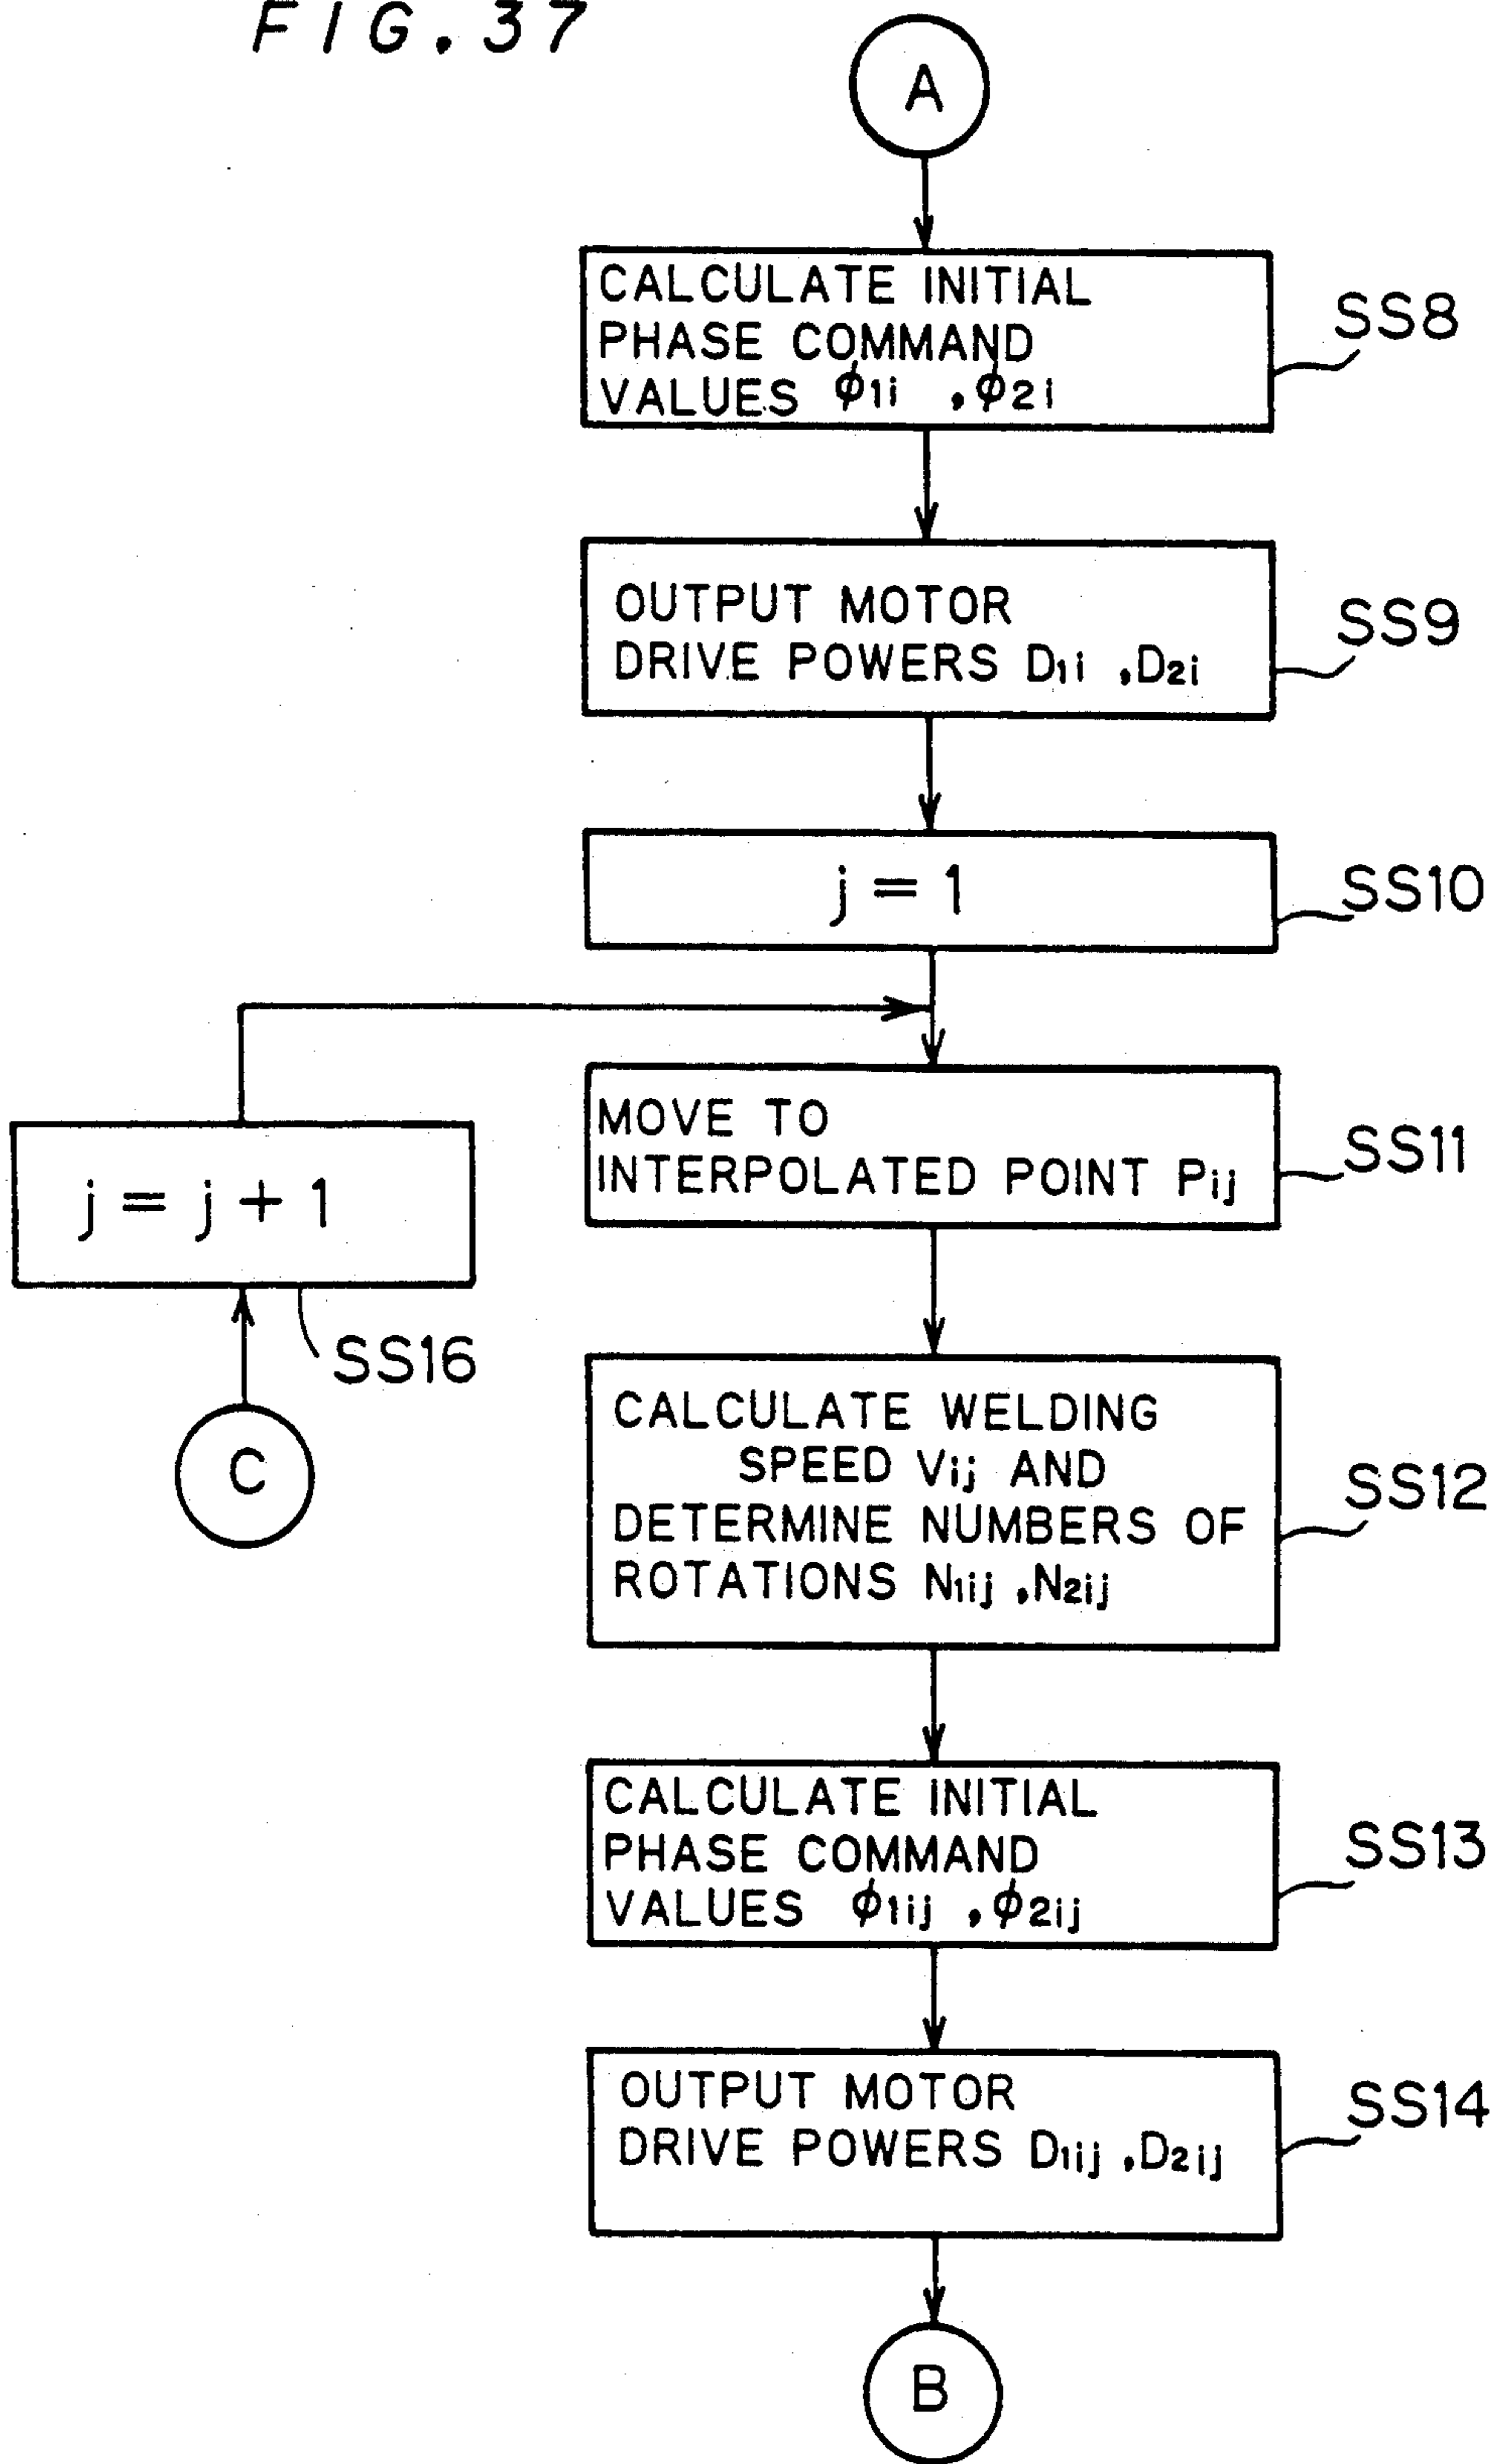 FIG.37
A
CALCULATE INITIAL
PHASE COMMAND
VALUES ϕ1i ,ϕ2i
SS8
OUTPUT MOTOR
DRIVE POWERS D1i ,D2i
SS9
j = 1
SS10
MOVE TO
INTERPOLATED POINT Pij
SS11
j = j + 1
SS16
C
CALCULATE WELDING
SPEED Vij AND
DETERMINE NUMBERS OF
ROTATIONS N1ij ,N2ij
SS12
CALCULATE INITIAL
PHASE COMMAND
VALUES ϕ1ij ,ϕ2ij
SS13
OUTPUT MOTOR
DRIVE POWERS D1ij ,D2ij
SS14
B